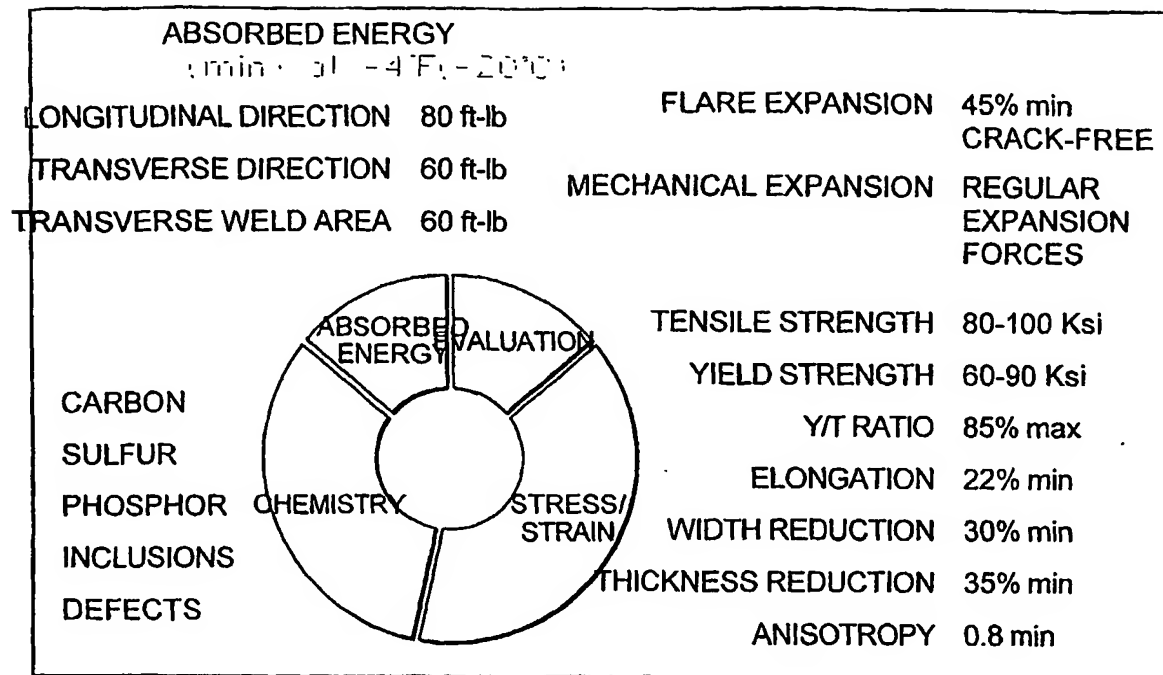 ABSORBED ENERGY
LONGITUDINAL DIRECTION 80 ft-lb
TRANSVERSE DIRECTION 60 ft-lb
TRANSVERSE WELD AREA 60 ft-lb
FLARE EXPANSION 45% min
CRACK-FREE
MECHANICAL EXPANSION REGULAR
EXPANSION
FORCES
ABSORBED
ENERGY
EVALUATION
CHEMISTRY
STRESS/
STRAIN
CARBON
SULFUR
PHOSPHOR
INCLUSIONS
DEFECTS
TENSILE STRENGTH 80-100 Ksi
YIELD STRENGTH 60-90 Ksi
Y/T RATIO 85% max
ELONGATION 22% min
WIDTH REDUCTION 30% min
THICKNESS REDUCTION 35% min
ANISOTROPY 0.8 min